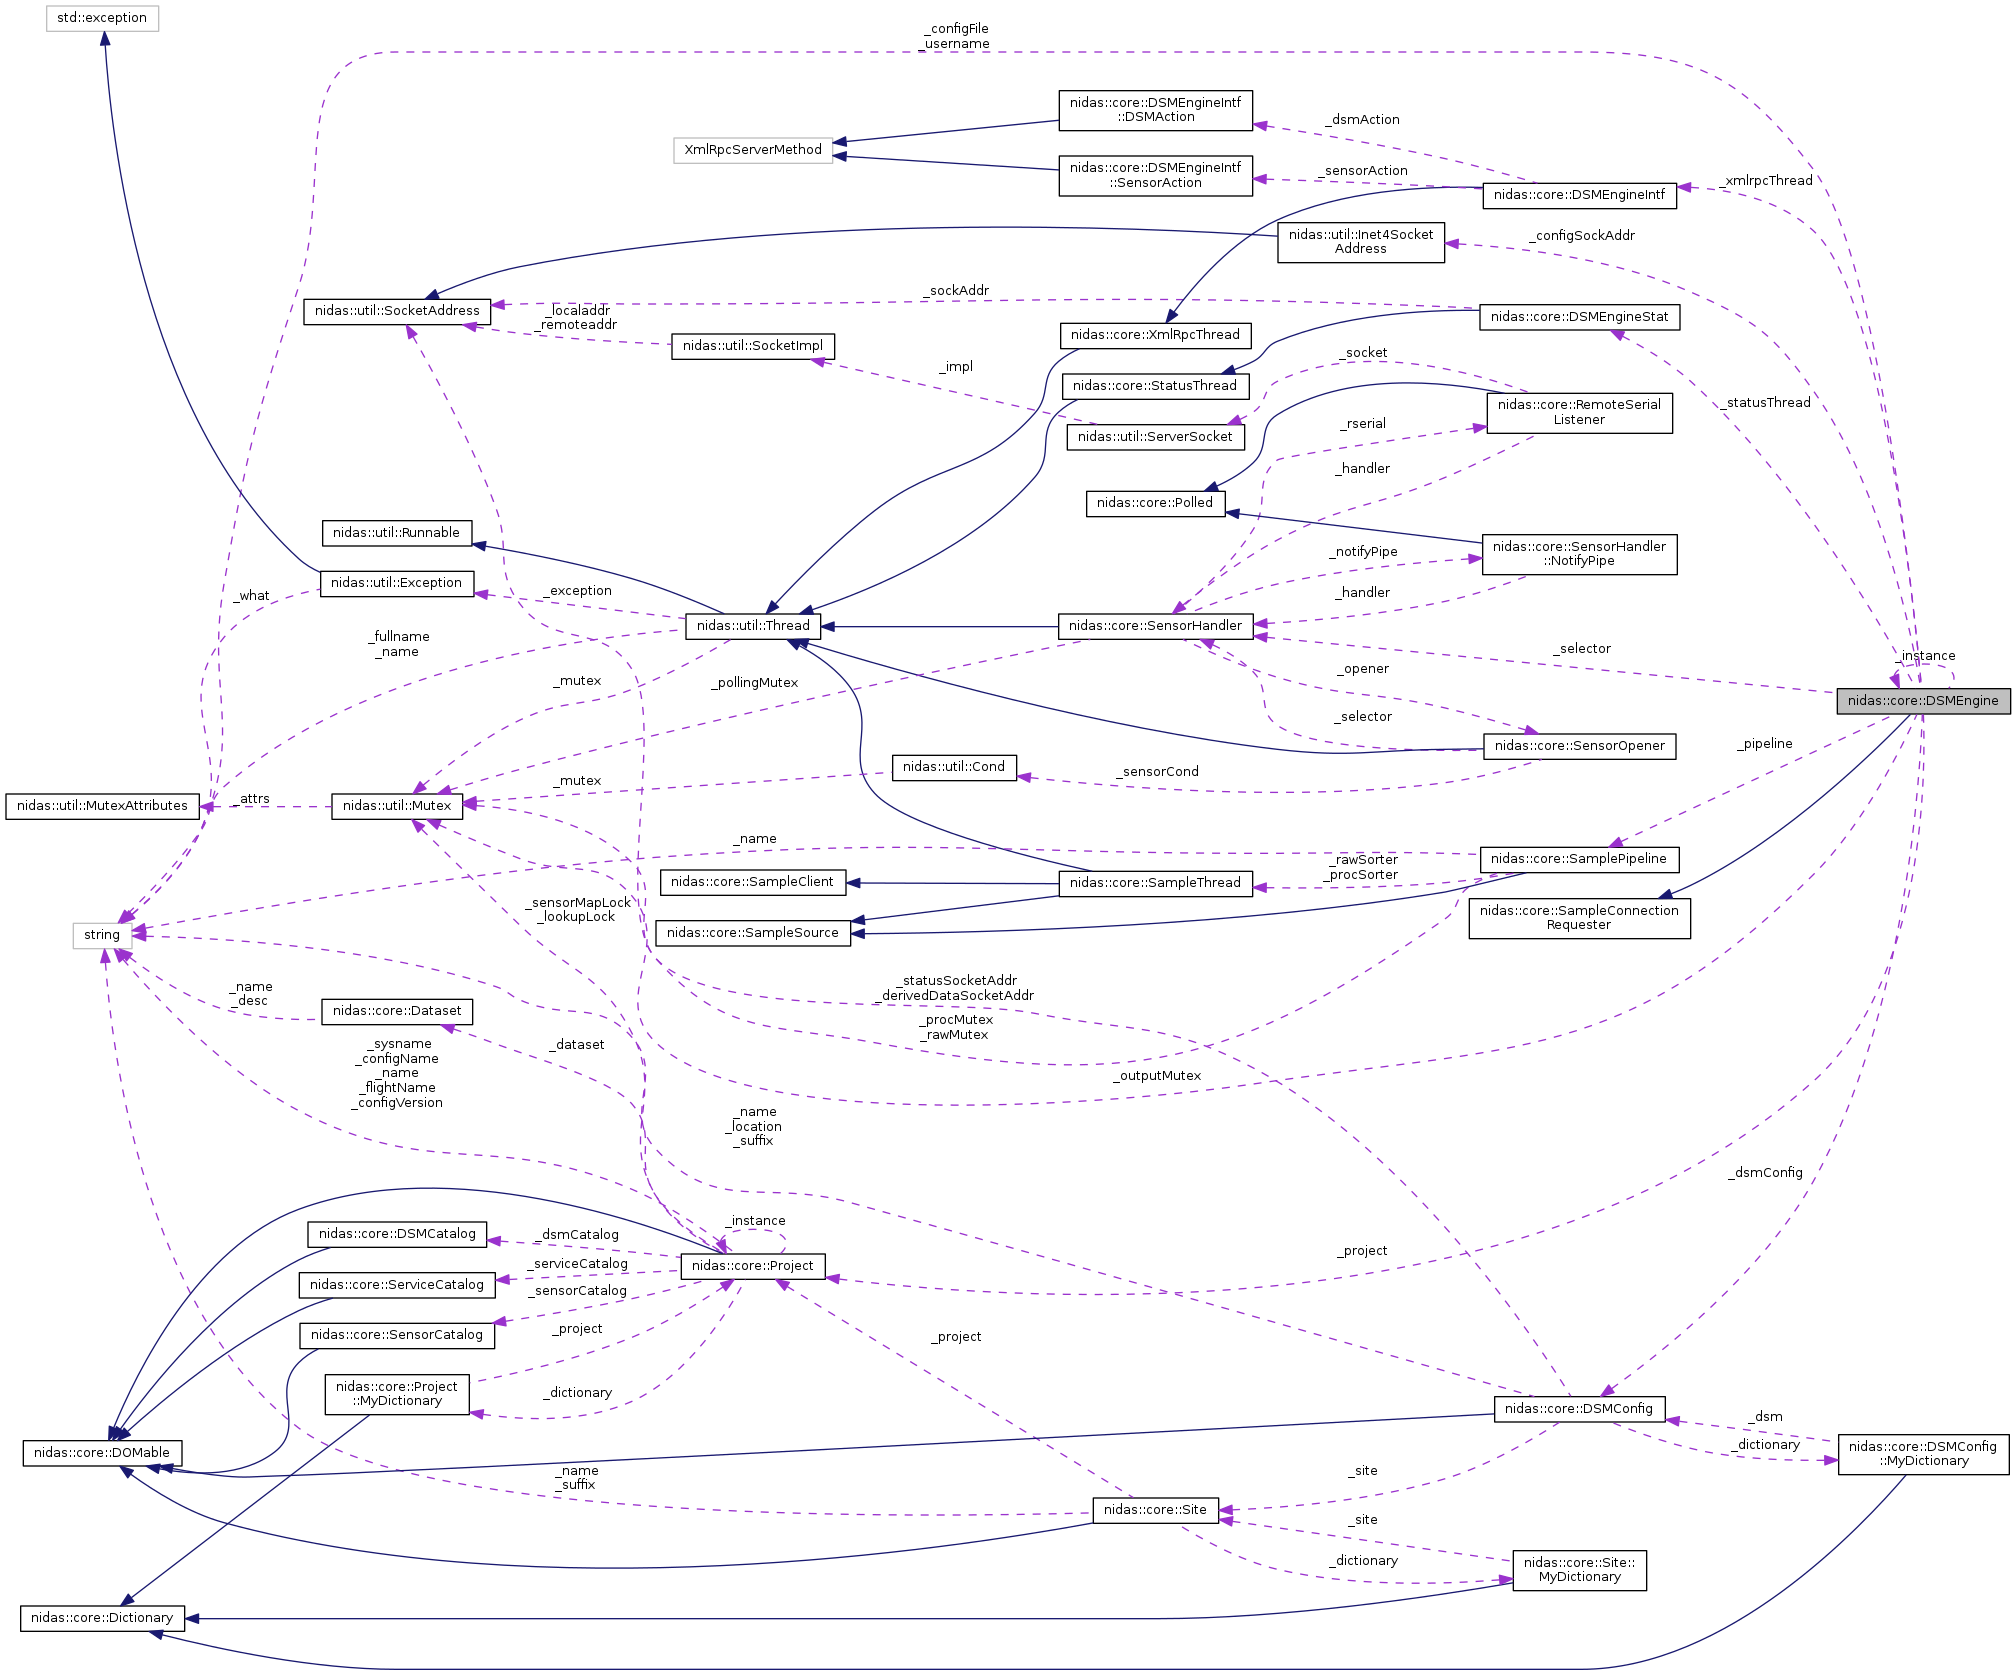 std::exception
_configFile
_username
nidas::core::DSMEngineIntf
::DSMAction
_dsmAction
XmlRpcServerMethod
nidas::core::DSMEngineIntf
::SensorAction
_sensorAction
nidas::core::DSMEngineIntf
_xmlrpcThread
nidas::util::Inet4Socket
Address
_configSockAddr
_sockAddr
nidas::util::SocketAddress
_localaddr
_remoteaddr
nidas::core::DSMEngineStat
nidas::core::XmlRpcThread
nidas::util::SocketImpl
_socket
_impl
nidas::core::StatusThread
nidas::core::RemoteSerial
Listener
_statusThread
_rserial
nidas::util::ServerSocket
_handler
nidas::core::Polled
nidas::util::Runnable
nidas::core::SensorHandler
::NotifyPipe
_notifyPipe
nidas::util::Exception
_exception
_what
_handler
_fullname
_name
nidas::util::Thread
nidas::core::SensorHandler
_selector
_instance
_opener
_mutex
_pollingMutex
nidas::core::DSMEngine
_selector
nidas::core::SensorOpener
_pipeline
nidas::util::Cond
_sensorCond
_mutex
nidas::util::MutexAttributes
_attrs
nidas::util::Mutex
_name
nidas::core::SamplePipeline
_rawSorter
_procSorter
nidas::core::SampleClient
nidas::core::SampleThread
_sensorMapLock
_lookupLock
nidas::core::SampleConnection
Requester
string
nidas::core::SampleSource
_statusSocketAddr
_derivedDataSocketAddr
_name
_desc
nidas::core::Dataset
_procMutex
_rawMutex
_sysname
_configName
_name
_flightName
_configVersion
_dataset
_outputMutex
_name
_location
_suffix
_dsmConfig
_instance
nidas::core::DSMCatalog
_dsmCatalog
_project
_serviceCatalog
nidas::core::Project
nidas::core::ServiceCatalog
_sensorCatalog
nidas::core::SensorCatalog
_project
_project
nidas::core::Project
::MyDictionary
_dictionary
nidas::core::DSMConfig
_dsm
_dictionary
nidas::core::DSMConfig
::MyDictionary
nidas::core::DOMable
_name
_suffix
_site
nidas::core::Site
_site
_dictionary
nidas::core::Site::
MyDictionary
nidas::core::Dictionary